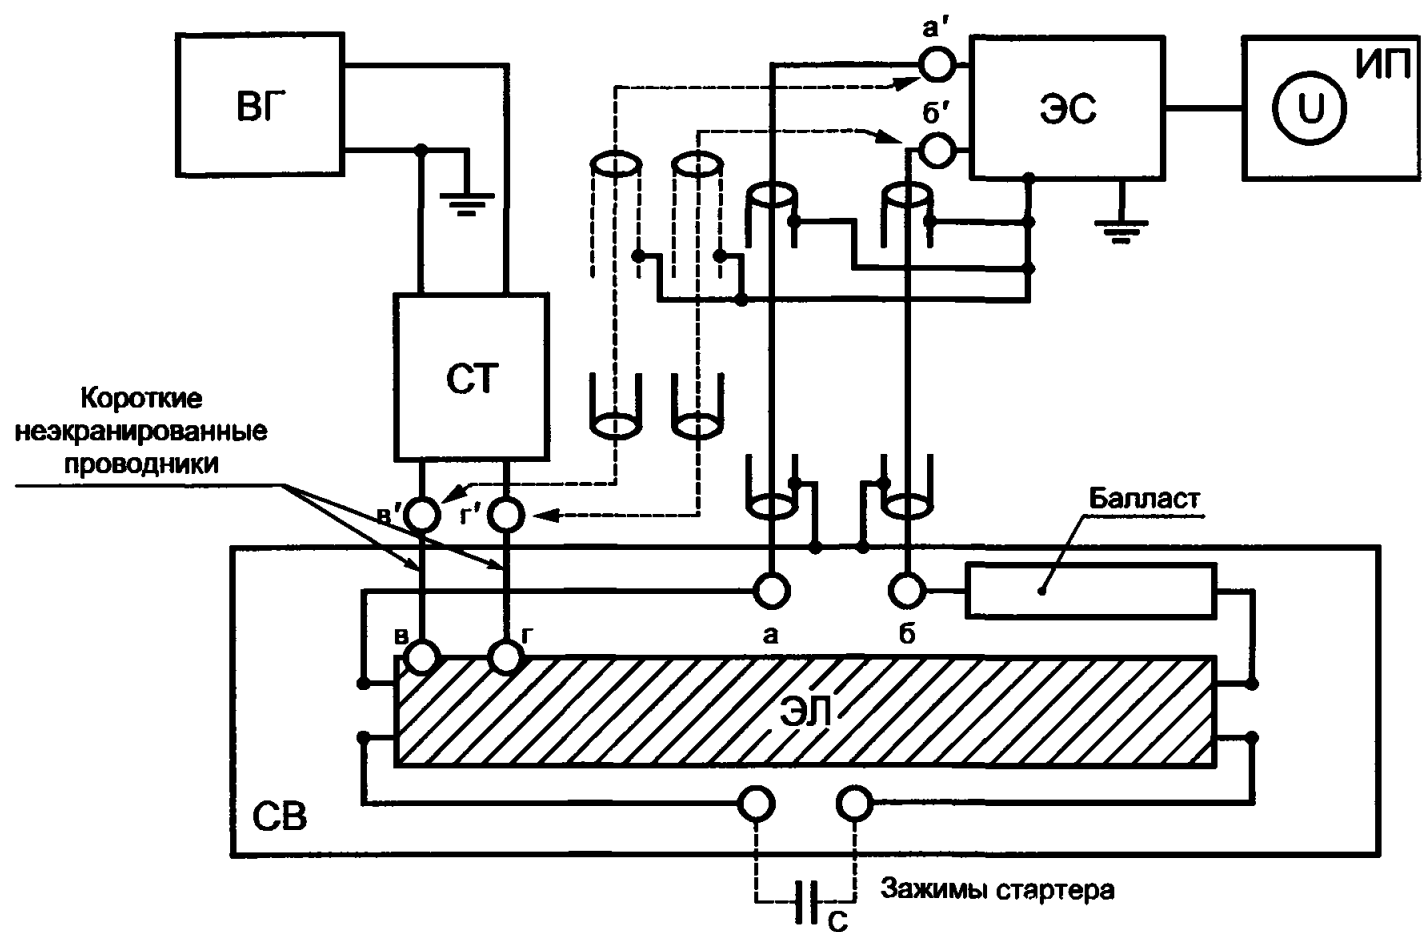 а′
ИП
ВГ
ЭС
U
б′
СТ
Короткие
неэкранированные
проводники
в′
г′
Балласт
в
г
а
б
ЭЛ
СВ
Зажимы стартера
С